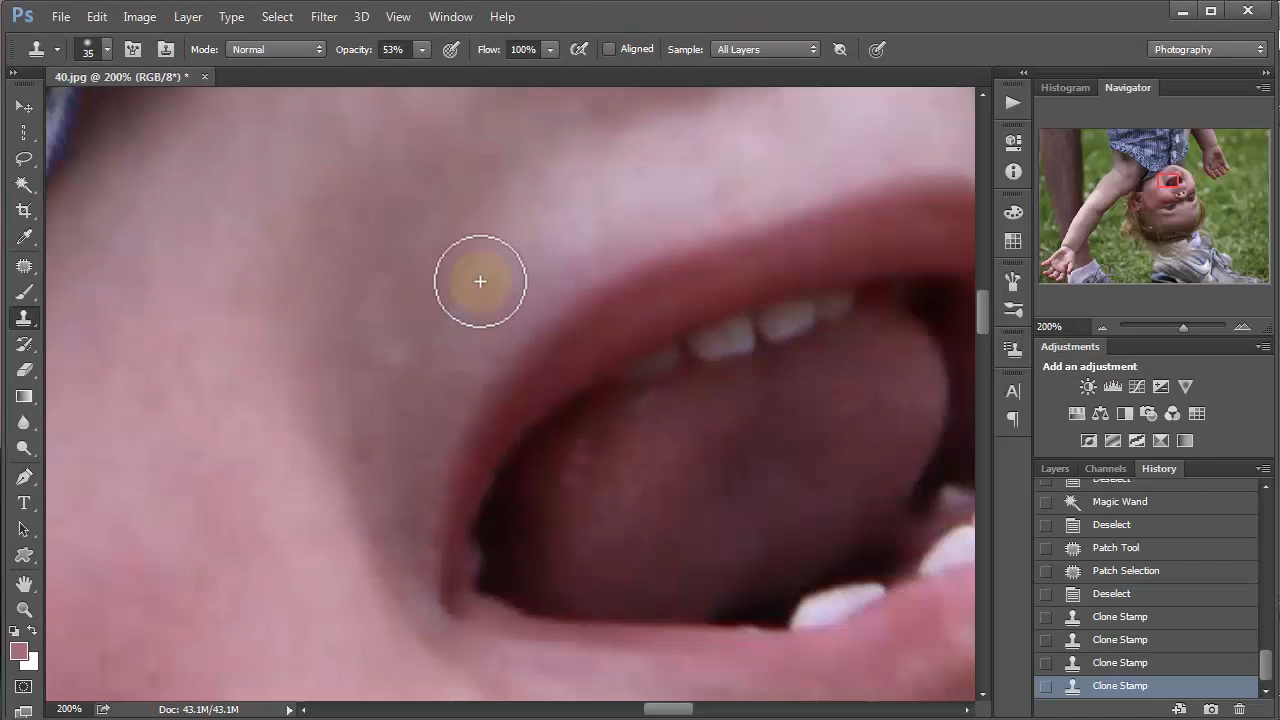 Ps File Edit Image Layer Type Select Filter 3D View Window Help
35 Mode: Normal Opacity: 53% Flow: 100% Aligned Sample: All Layers Photography
40.jpg @ 200% (RGB/8*) * ×
Histogram Navigator
200%
Adjustments
Add an adjustment
Layers Channels History
Deselect
Magic Wand
Deselect
Patch Tool
Patch Selection
Deselect
Clone Stamp
Clone Stamp
Clone Stamp
Clone Stamp
200% Doc: 43.1M/43.1M